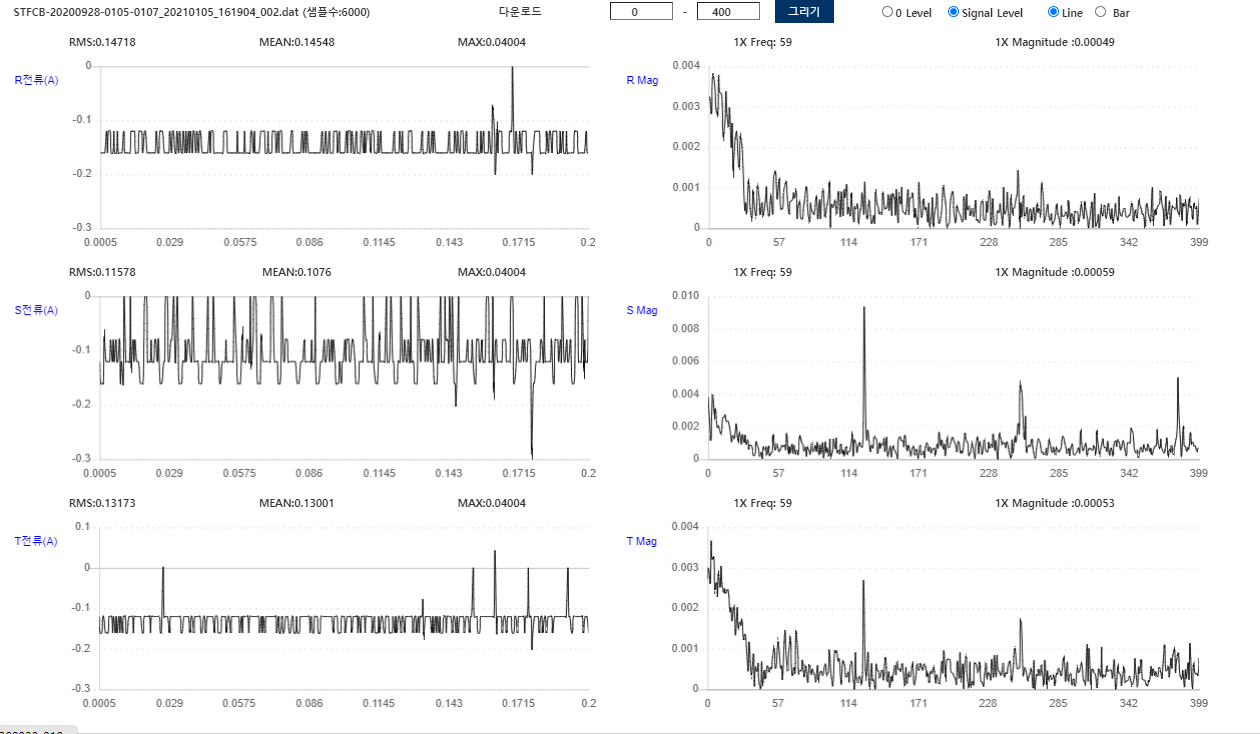 STFCB-20200928-0105-0107_20210105_161904_002.dat (샘플수:6000) 다운로드 0 - 400 그리기 0 Level Signal Level Line Bar
RMS:0.14718 MEAN:0.14548 MAX:0.04004 1X Freq: 59 1X Magnitude :0.00049
R전류(A) 0 -0.1 -0.2 -0.3
0.0005 0.029 0.0575 0.086 0.1145 0.143 0.1715 0.2
R Mag 0.004 0.003 0.002 0.001 0
0 57 114 171 228 285 342 399
RMS:0.11578 MEAN:0.1076 MAX:0.04004 1X Freq: 59 1X Magnitude :0.00059
S전류(A) 0 -0.1 -0.2 -0.3
0.0005 0.029 0.0575 0.086 0.1145 0.143 0.1715 0.2
S Mag 0.010 0.008 0.006 0.004 0.002 0
0 57 114 171 228 285 342 399
RMS:0.13173 MEAN:0.13001 MAX:0.04004 1X Freq: 59 1X Magnitude :0.00053
T전류(A) 0.1 0 -0.1 -0.2 -0.3
0.0005 0.029 0.0575 0.086 0.1145 0.143 0.1715 0.2
T Mag 0.004 0.003 0.002 0.001 0
0 57 114 171 228 285 342 399